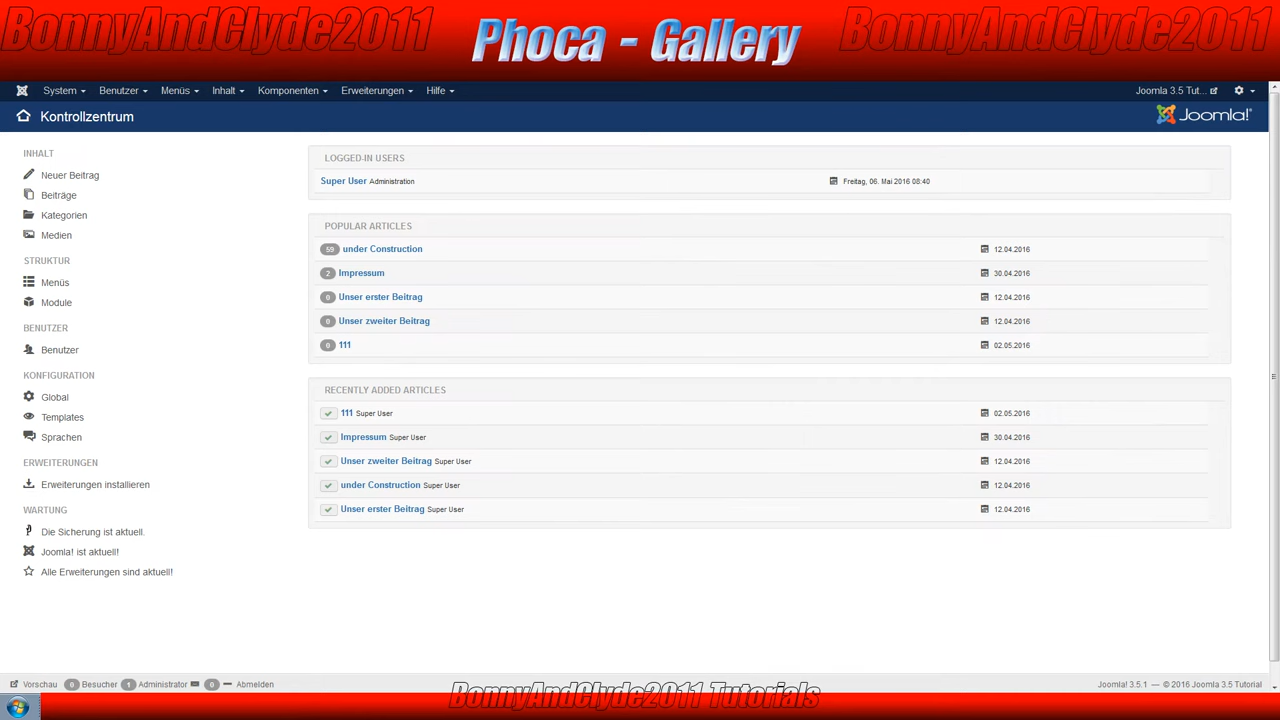 BonnyAndClyde2011 Phoca - Gallery BonnyAndClyde2011
System Benutzer Menüs Inhalt Komponenten Erweiterungen Hilfe Joomla 3.5 Tut...
Kontrollzentrum Joomla!®
INHALT
Neuer Beitrag
Beiträge
Kategorien
Medien
STRUKTUR
Menüs
Module
BENUTZER
Benutzer
KONFIGURATION
Global
Templates
Sprachen
ERWEITERUNGEN
Erweiterungen installieren
WARTUNG
Die Sicherung ist aktuell.
Joomla! ist aktuell!
Alle Erweiterungen sind aktuell!
LOGGED-IN USERS
Super User Administration Freitag, 06. Mai 2016 08:40
POPULAR ARTICLES
59 under Construction 12.04.2016
2 Impressum 30.04.2016
0 Unser erster Beitrag 12.04.2016
0 Unser zweiter Beitrag 12.04.2016
0 111 02.05.2016
RECENTLY ADDED ARTICLES
111 Super User 02.05.2016
Impressum Super User 30.04.2016
Unser zweiter Beitrag Super User 12.04.2016
under Construction Super User 12.04.2016
Unser erster Beitrag Super User 12.04.2016
Vorschau 0 Besucher 1 Administrator 0 Abmelden Joomla! 3.5.1 — © 2016 Joomla 3.5 Tutorial
BonnyAndClyde2011 Tutorials